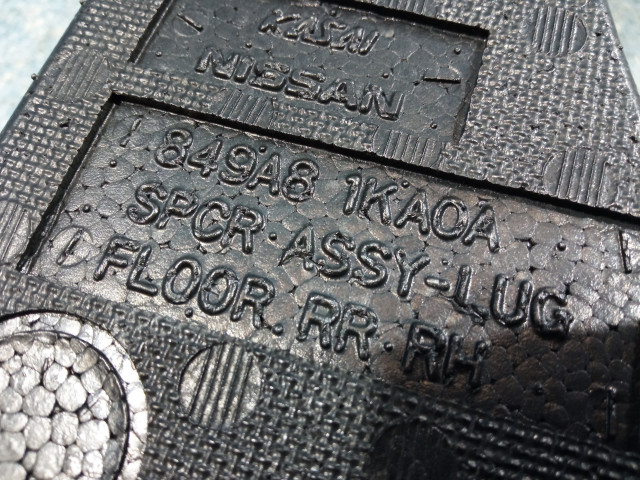 KASAI
NISSAN
849A8 1KA0A
SPCR·ASSY-LUG
FLOOR.RR·RH